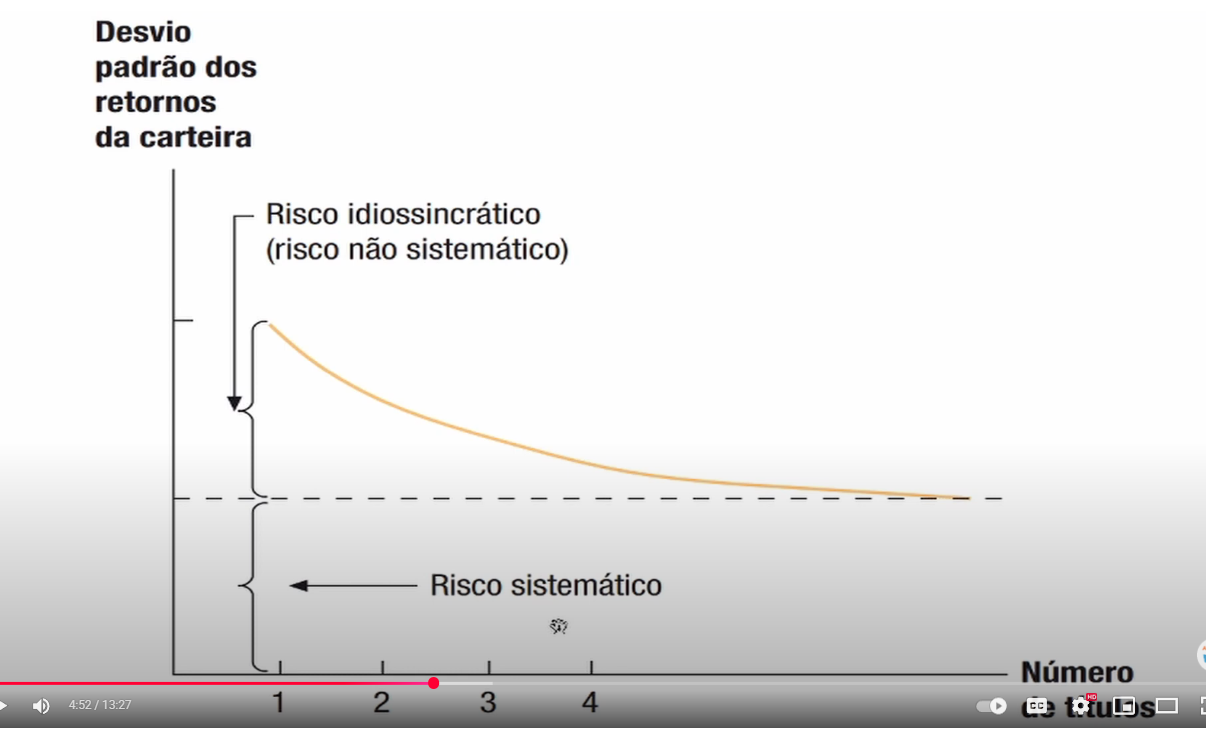 Desvio
padrão dos
retornos
da carteira
Risco idiossincrático
(risco não sistemático)
Risco sistemático
1 2 3 4
Número
de títulos
4:52 / 13:27
HD